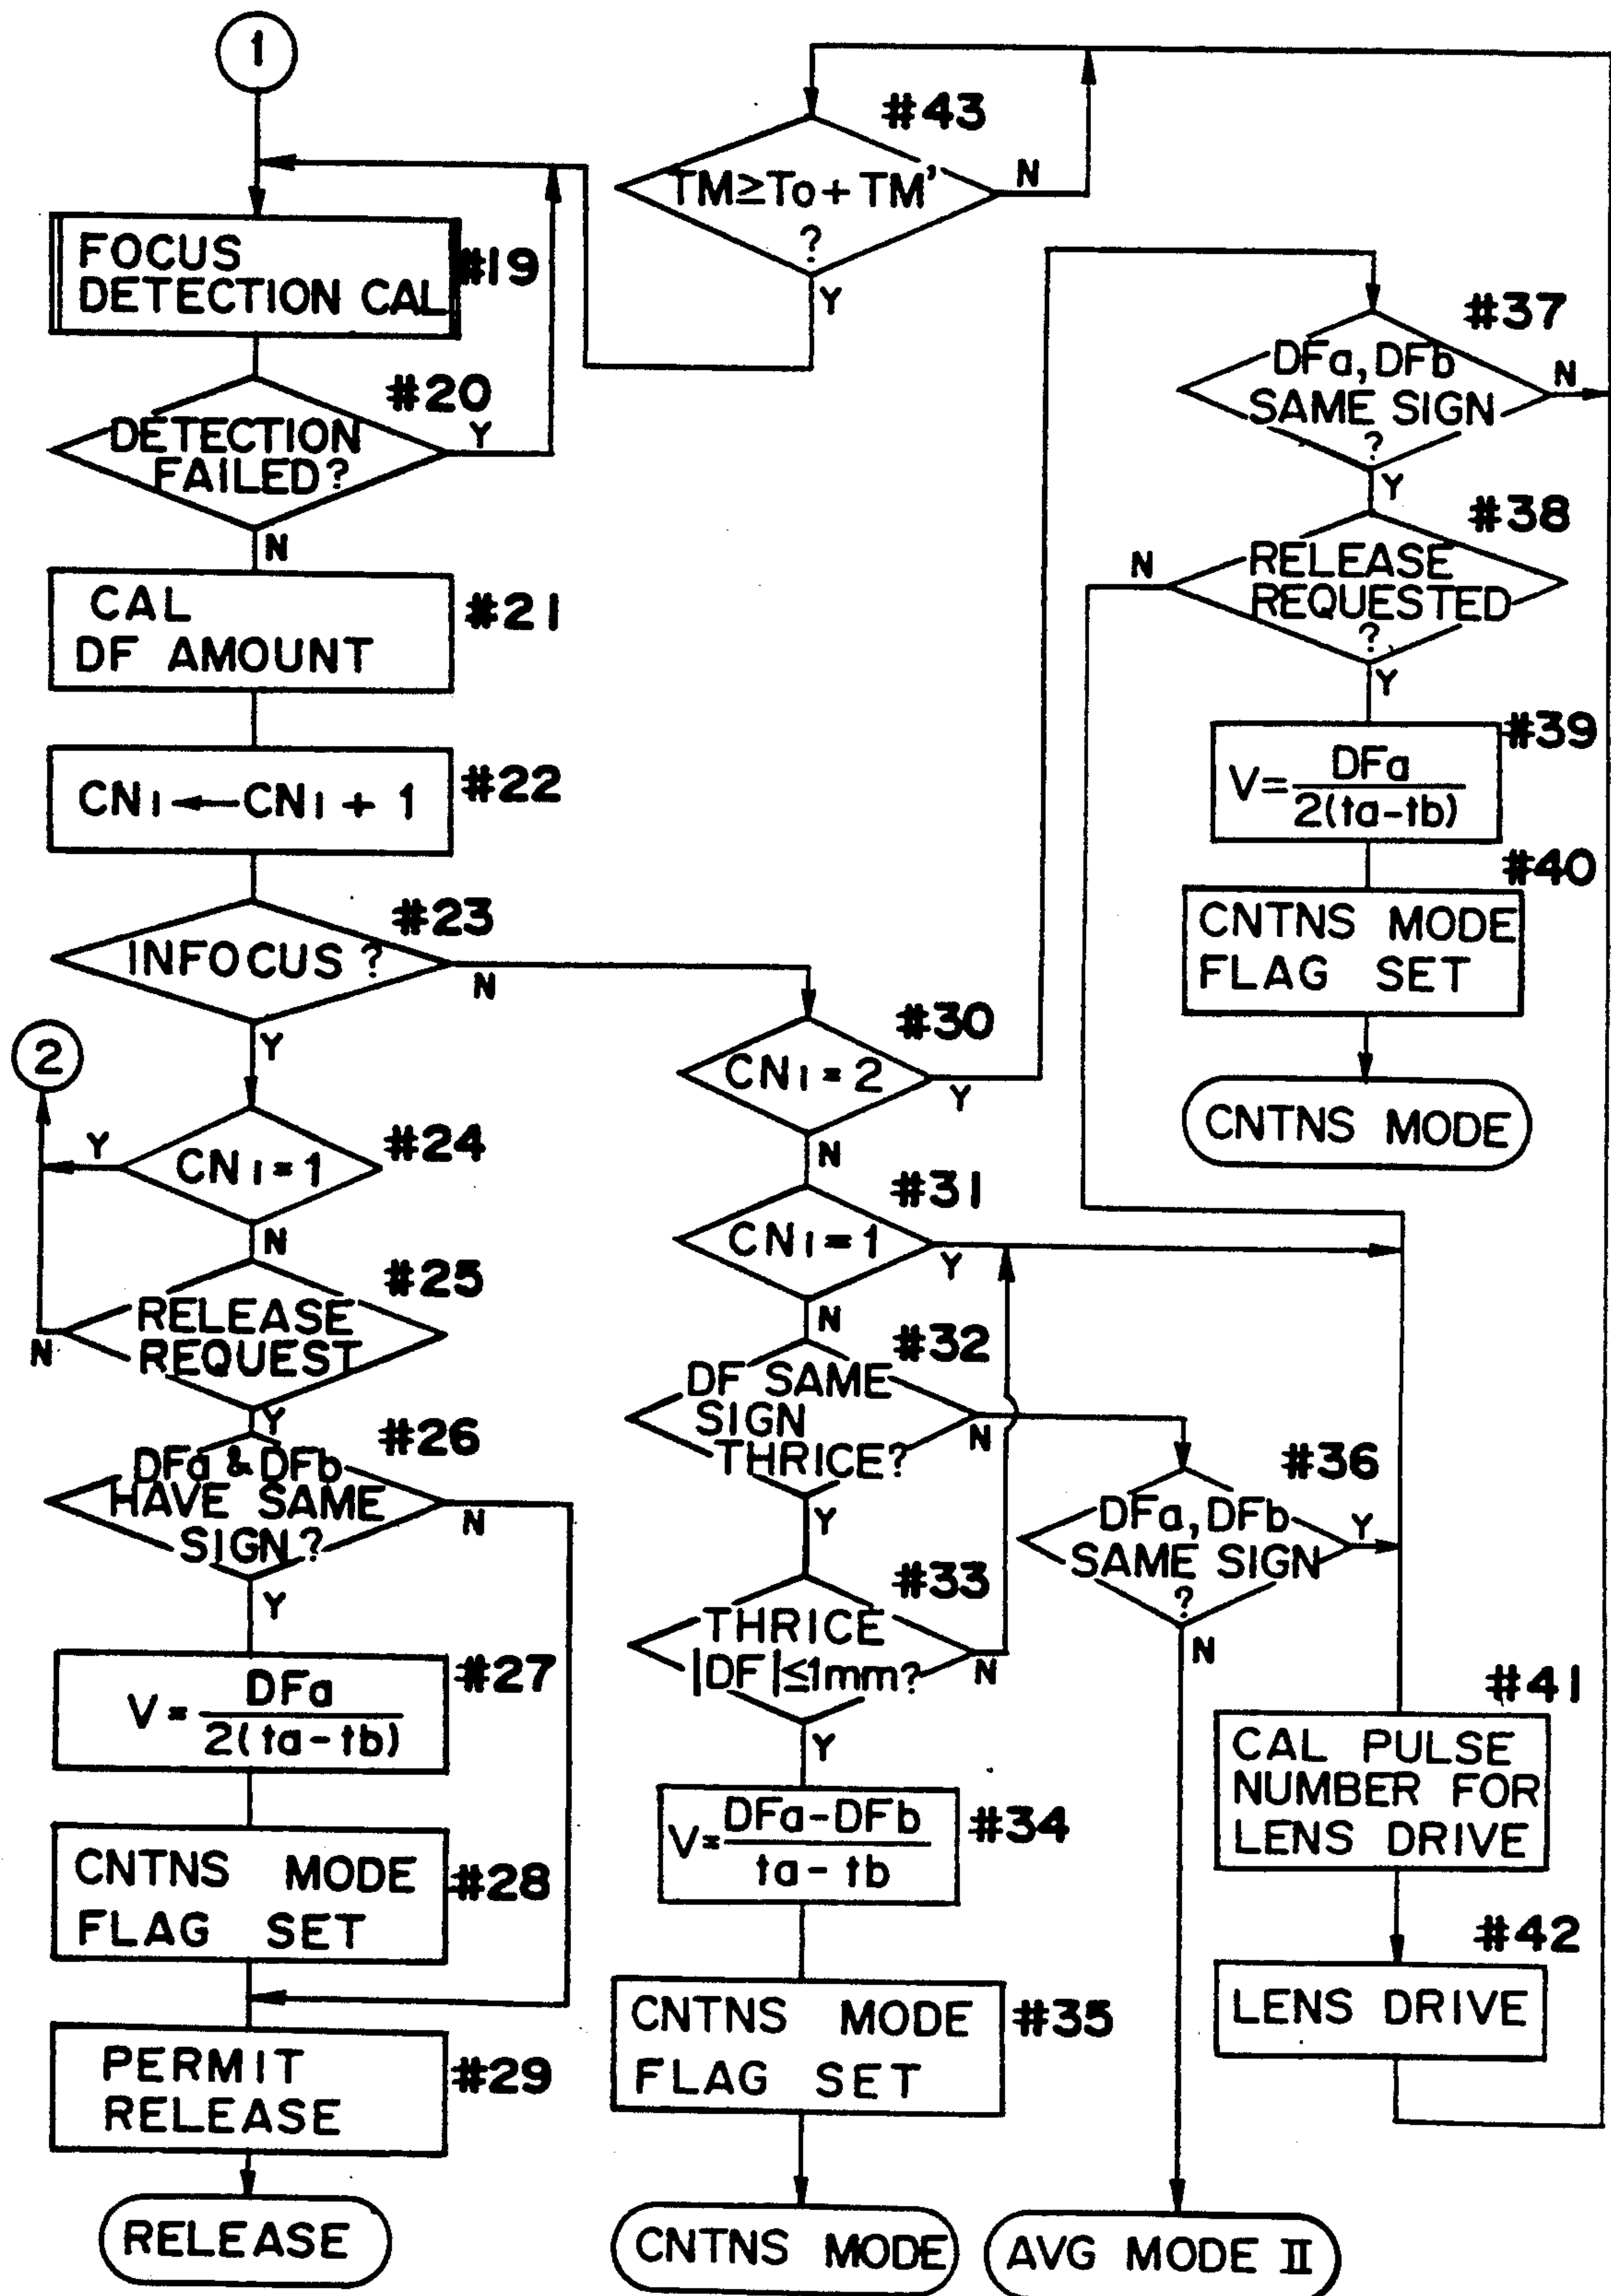 1
FOCUS
DETECTION CAL
#19
DETECTION
FAILED?
#20
Y
N
CAL
DF AMOUNT
#21
CN1←CN1 + 1
#22
INFOCUS ?
#23
N
Y
2
CN1=1
#24
Y
N
RELEASE
REQUEST
#25
N
Y
DFa & DFb
HAVE SAME
SIGN?
#26
N
Y
V=DFa/2(ta-tb)
#27
CNTNS MODE
FLAG SET
#28
PERMIT
RELEASE
#29
RELEASE
#43
TM≥To+TM'
?
N
Y
CN1=2
#30
Y
N
CN1=1
#31
Y
N
DF SAME
SIGN
THRICE?
#32
N
Y
THRICE
|DF|≤1mm?
#33
N
Y
V=DFa-DFb/ta-tb
#34
CNTNS MODE
FLAG SET
#35
CNTNS MODE
#36
DFa, DFb
SAME SIGN
?
Y
N
AVG MODE II
#37
DFa, DFb
SAME SIGN
?
N
Y
#38
RELEASE
REQUESTED
?
N
Y
#39
V=DFa/2(ta-tb)
#40
CNTNS MODE
FLAG SET
CNTNS MODE
#41
CAL PULSE
NUMBER FOR
LENS DRIVE
#42
LENS DRIVE